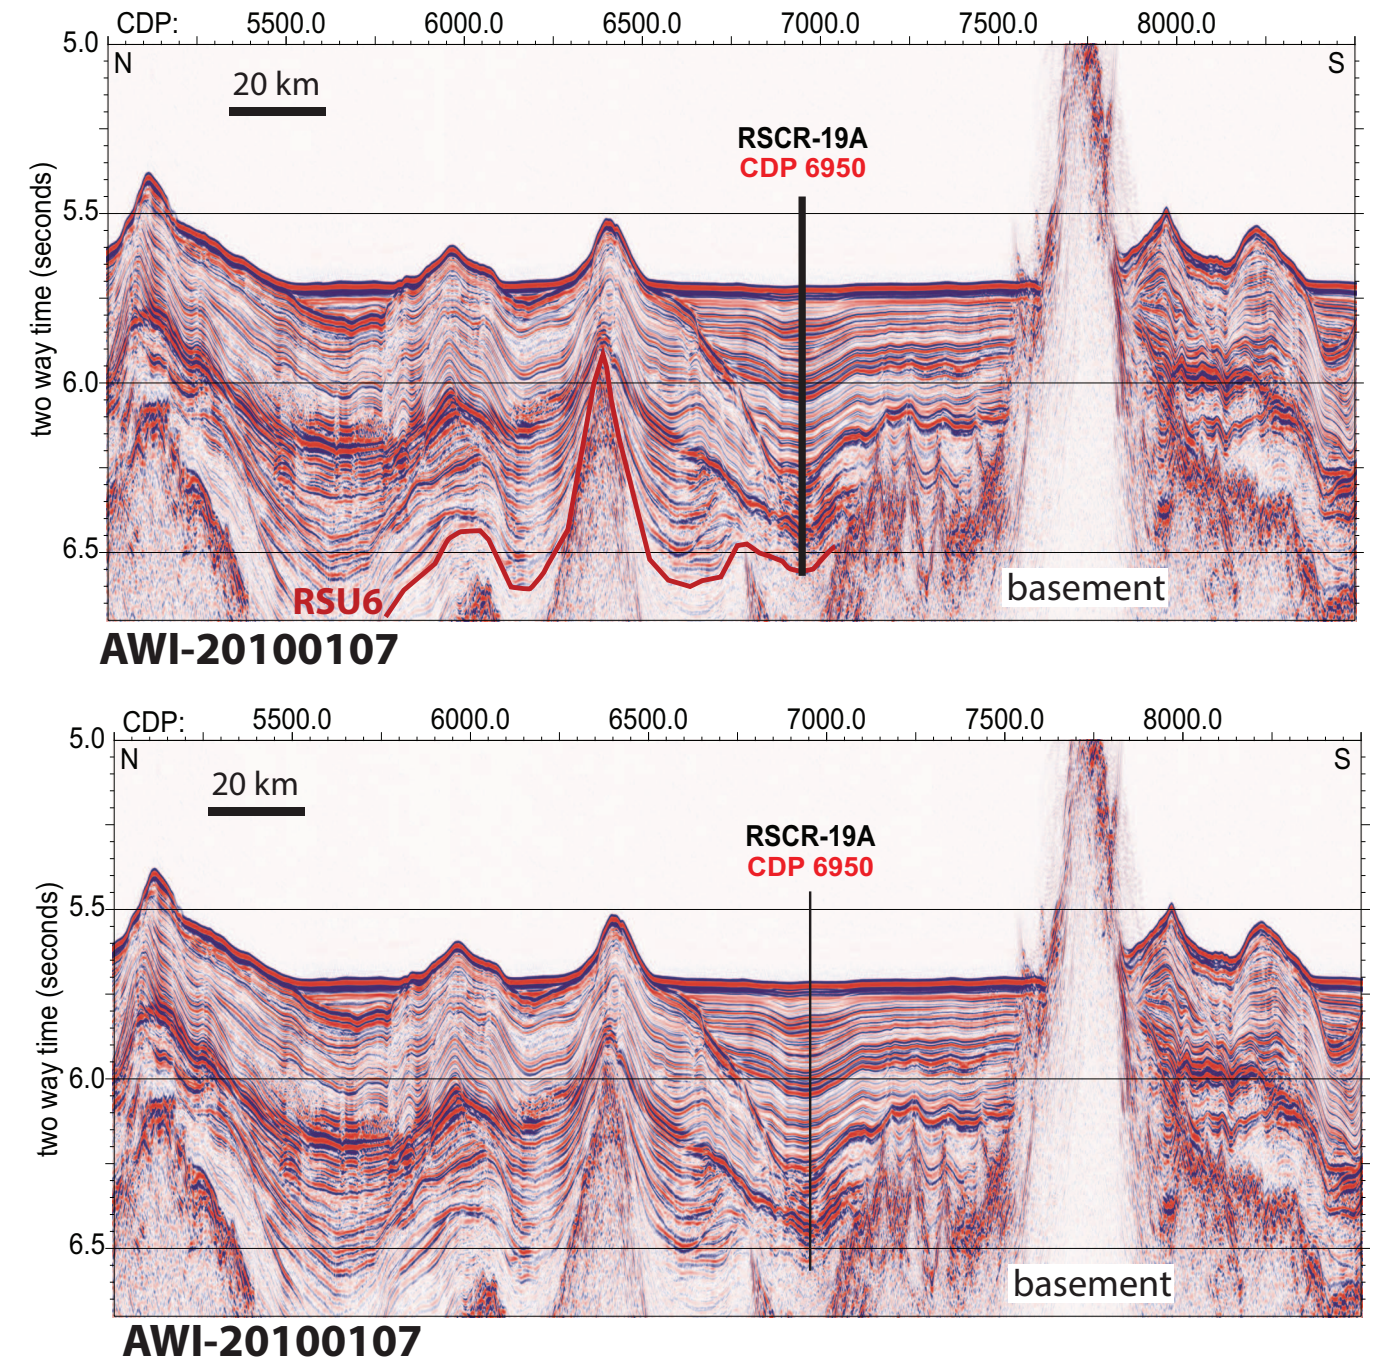 CDP: 5500.0 6000.0 6500.0 7000.0 7500.0 8000.0
5.0
N S
20 km
RSCR-19A
CDP 6950
5.5
two way time (seconds)
6.0
6.5
basement
RSU6
AWI-20100107
CDP: 5500.0 6000.0 6500.0 7000.0 7500.0 8000.0
5.0
N S
20 km
RSCR-19A
CDP 6950
5.5
two way time (seconds)
6.0
6.5
basement
AWI-20100107